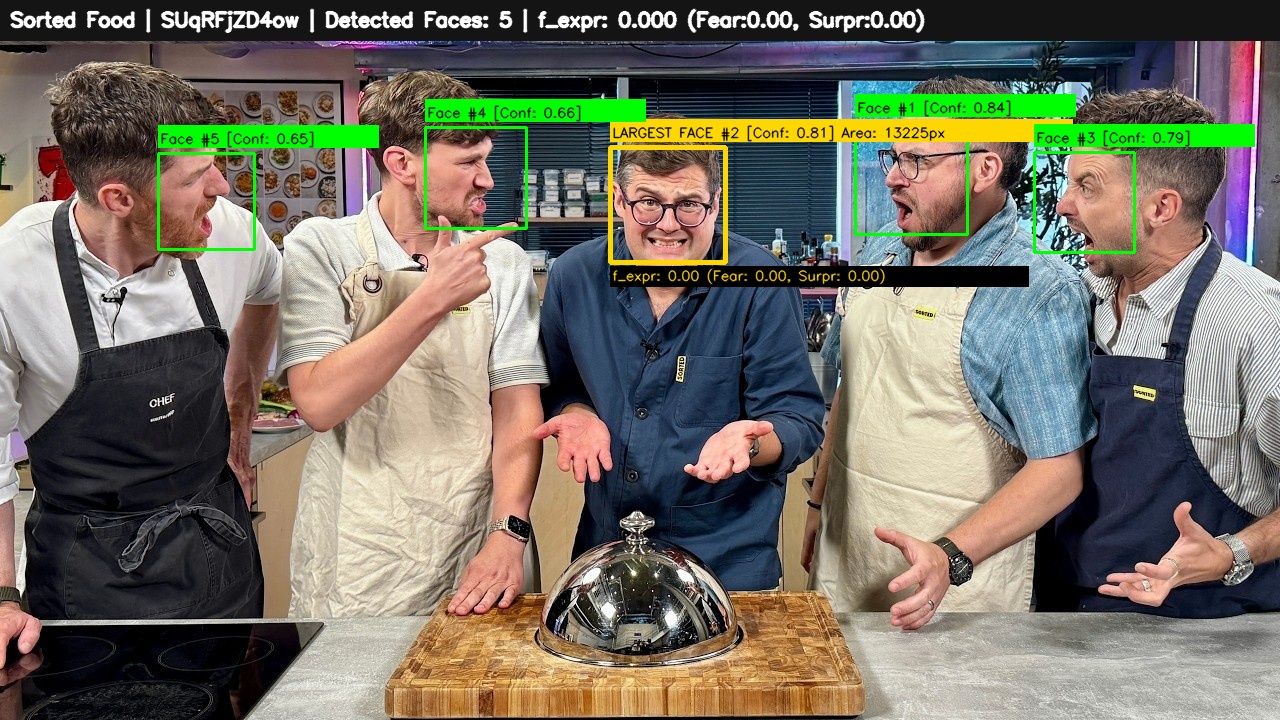 Sorted Food | SUqRFjZD4ow | Detected Faces: 5 | f_expr: 0.000 (Fear:0.00, Surpr:0.00)
Face #4 [Conf: 0.66]
Face #1 [Conf: 0.84]
LARGEST FACE #2 [Conf: 0.81] Area: 13225px
Face #5 [Conf: 0.65]
Face #3 [Conf: 0.79]
f_expr: 0.00 (Fear: 0.00, Surpr: 0.00)
SORTED
SORTED
SORTED
SORTED
CHEF